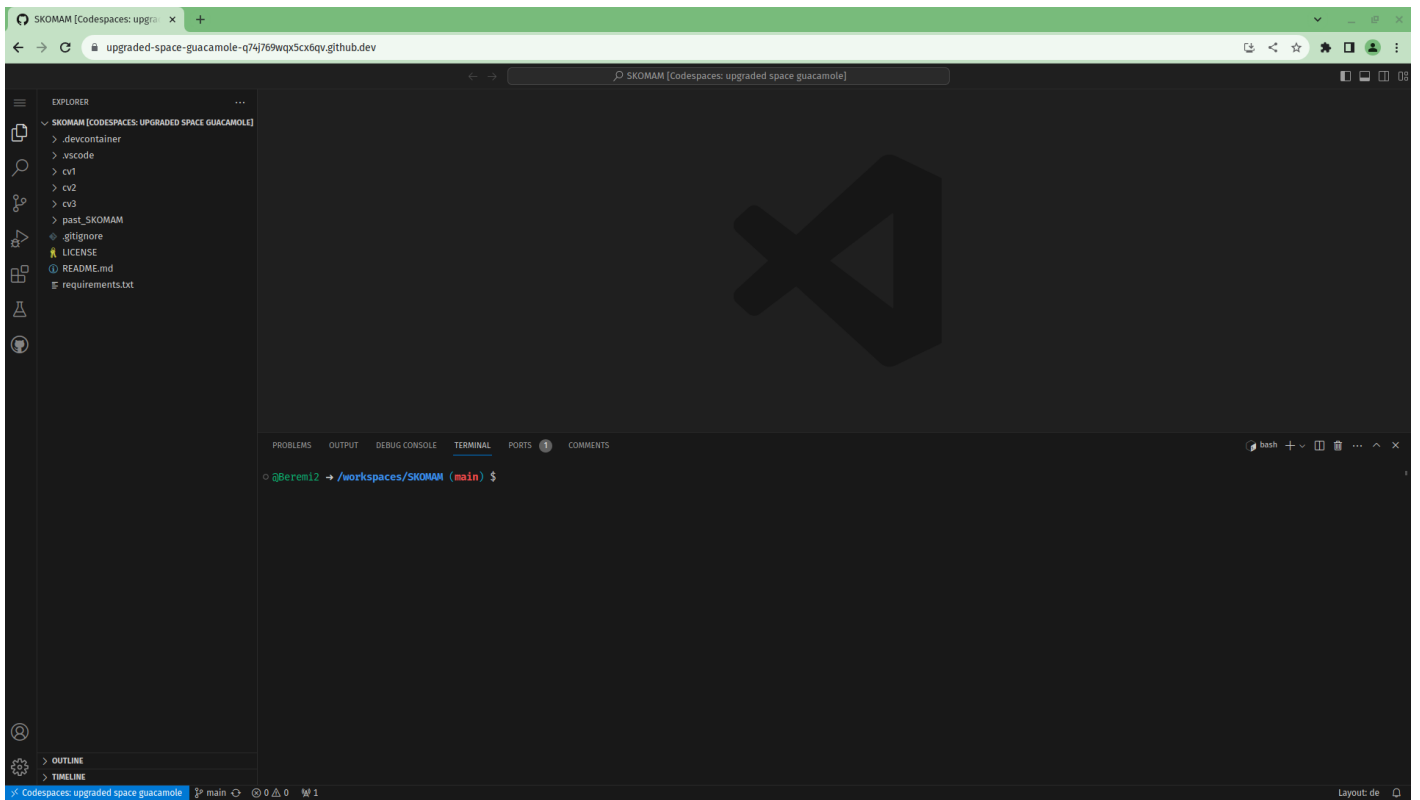 SKOMAM [Codespaces: upgra
upgraded-space-guacamole-q74j769wqx5cx6qv.github.dev
SKOMAM [Codespaces: upgraded space guacamole]
EXPLORER
SKOMAM [CODESPACES: UPGRADED SPACE GUACAMOLE]
.devcontainer
.vscode
cv1
cv2
cv3
past_SKOMAM
.gitignore
LICENSE
README.md
requirements.txt
PROBLEMS OUTPUT DEBUG CONSOLE TERMINAL PORTS 1 COMMENTS
bash
@Beremi2 → /workspaces/SKOMAM (main) $
OUTLINE
TIMELINE
Codespaces: upgraded space guacamole main 0 0 1 Layout: de